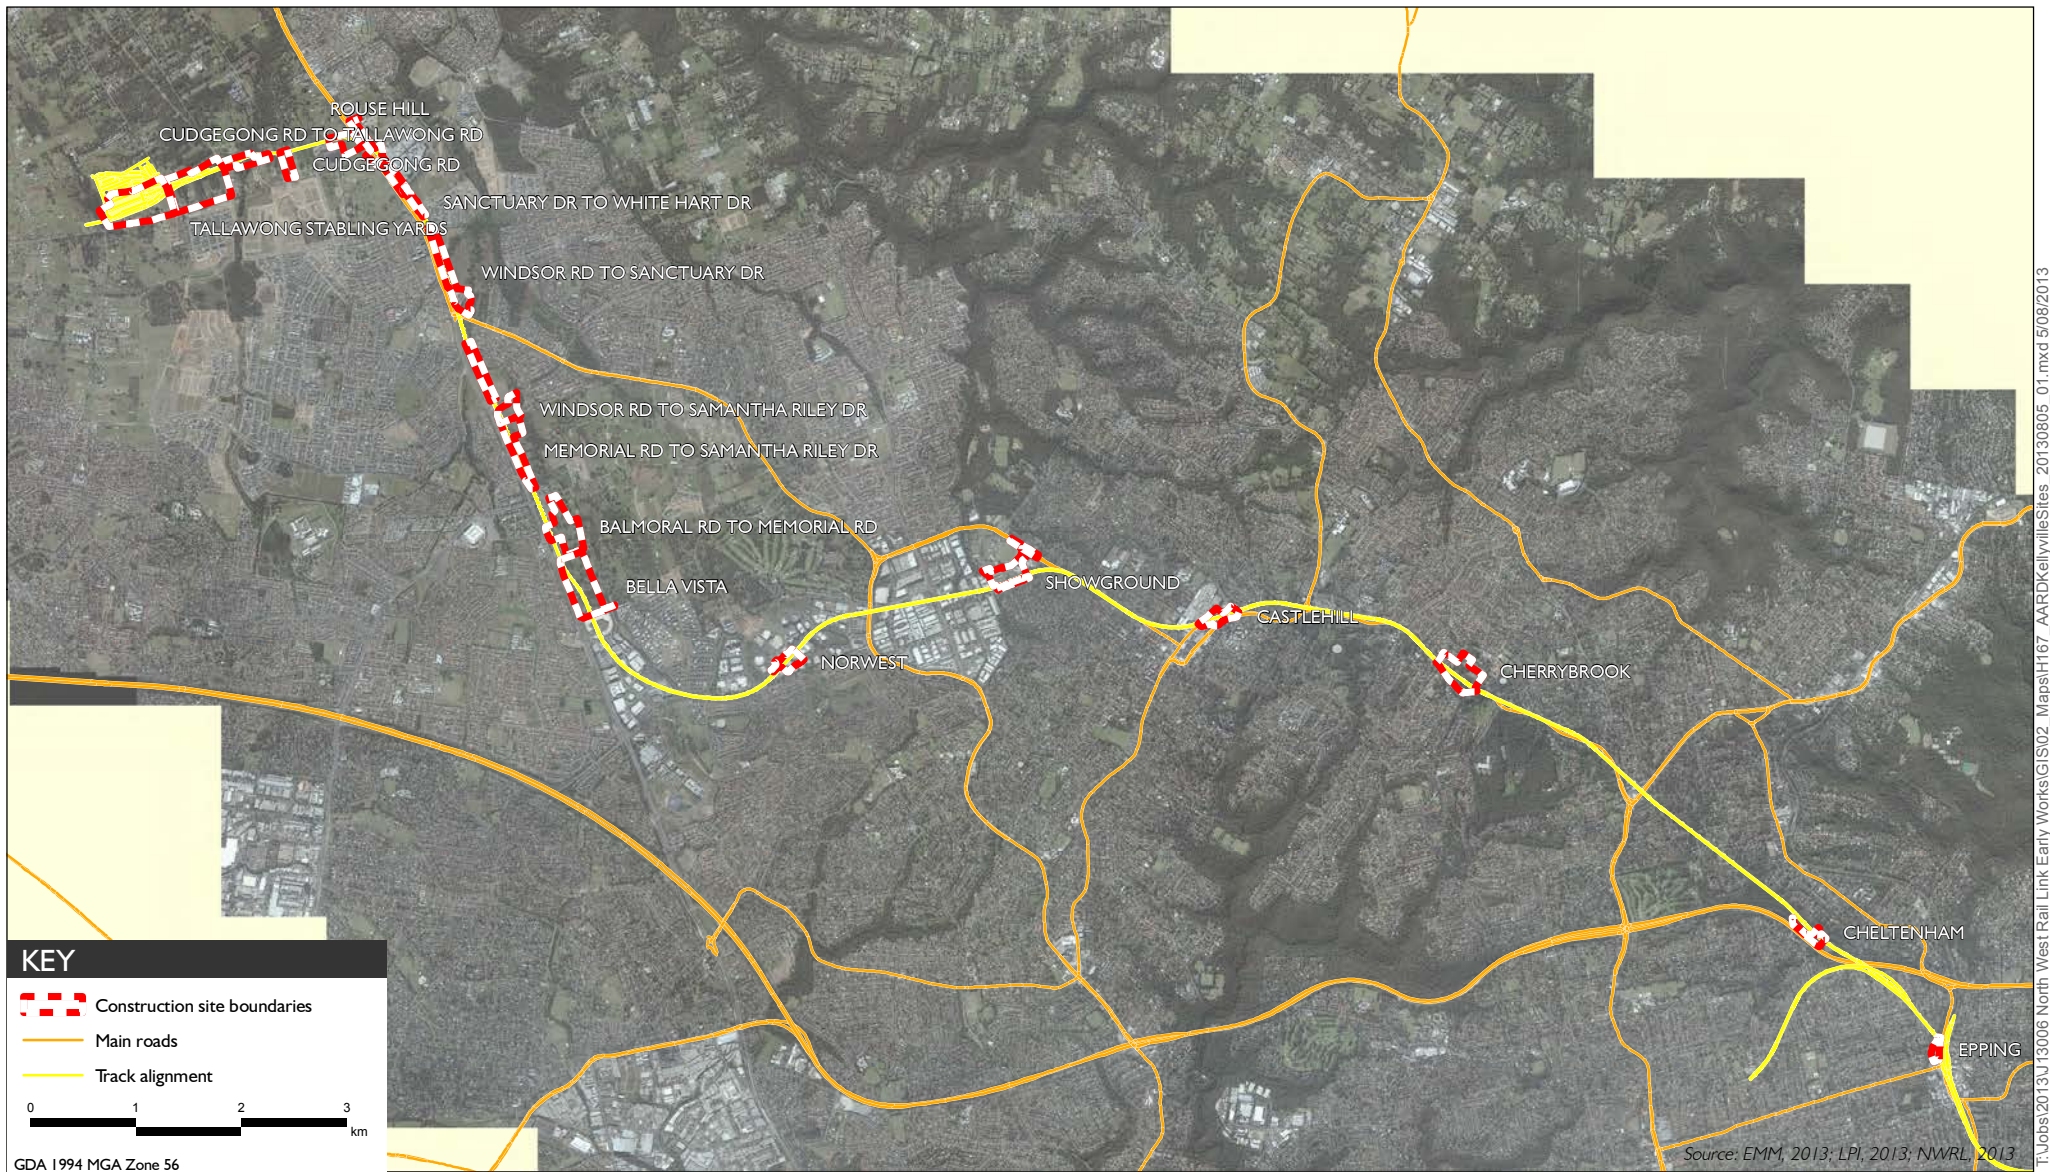 ROUSE HILL
CUDGEGONG RD TO TALLAWONG RD
CUDGEGONG RD
SANCTUARY DR TO WHITE HART DR
TALLAWONG STABLING YARDS
WINDSOR RD TO SANCTUARY DR
WINDSOR RD TO SAMANTHA RILEY DR
MEMORIAL RD TO SAMANTHA RILEY DR
BALMORAL RD TO MEMORIAL RD
BELLA VISTA
SHOWGROUND
CASTLEHILL
NORWEST
CHERRYBROOK
CHELTENHAM
EPPING
KEY
Construction site boundaries
Main roads
Track alignment
0 1 2 3
km
GDA 1994 MGA Zone 56
Source: EMM, 2013; LPI, 2013; NWRL, 2013
T:\Jobs\2013\J13006 North West Rail Link Early Works\GIS\02_Maps\H167_AARDKellyvilleSites_20130805_01.mxd 5/08/2013